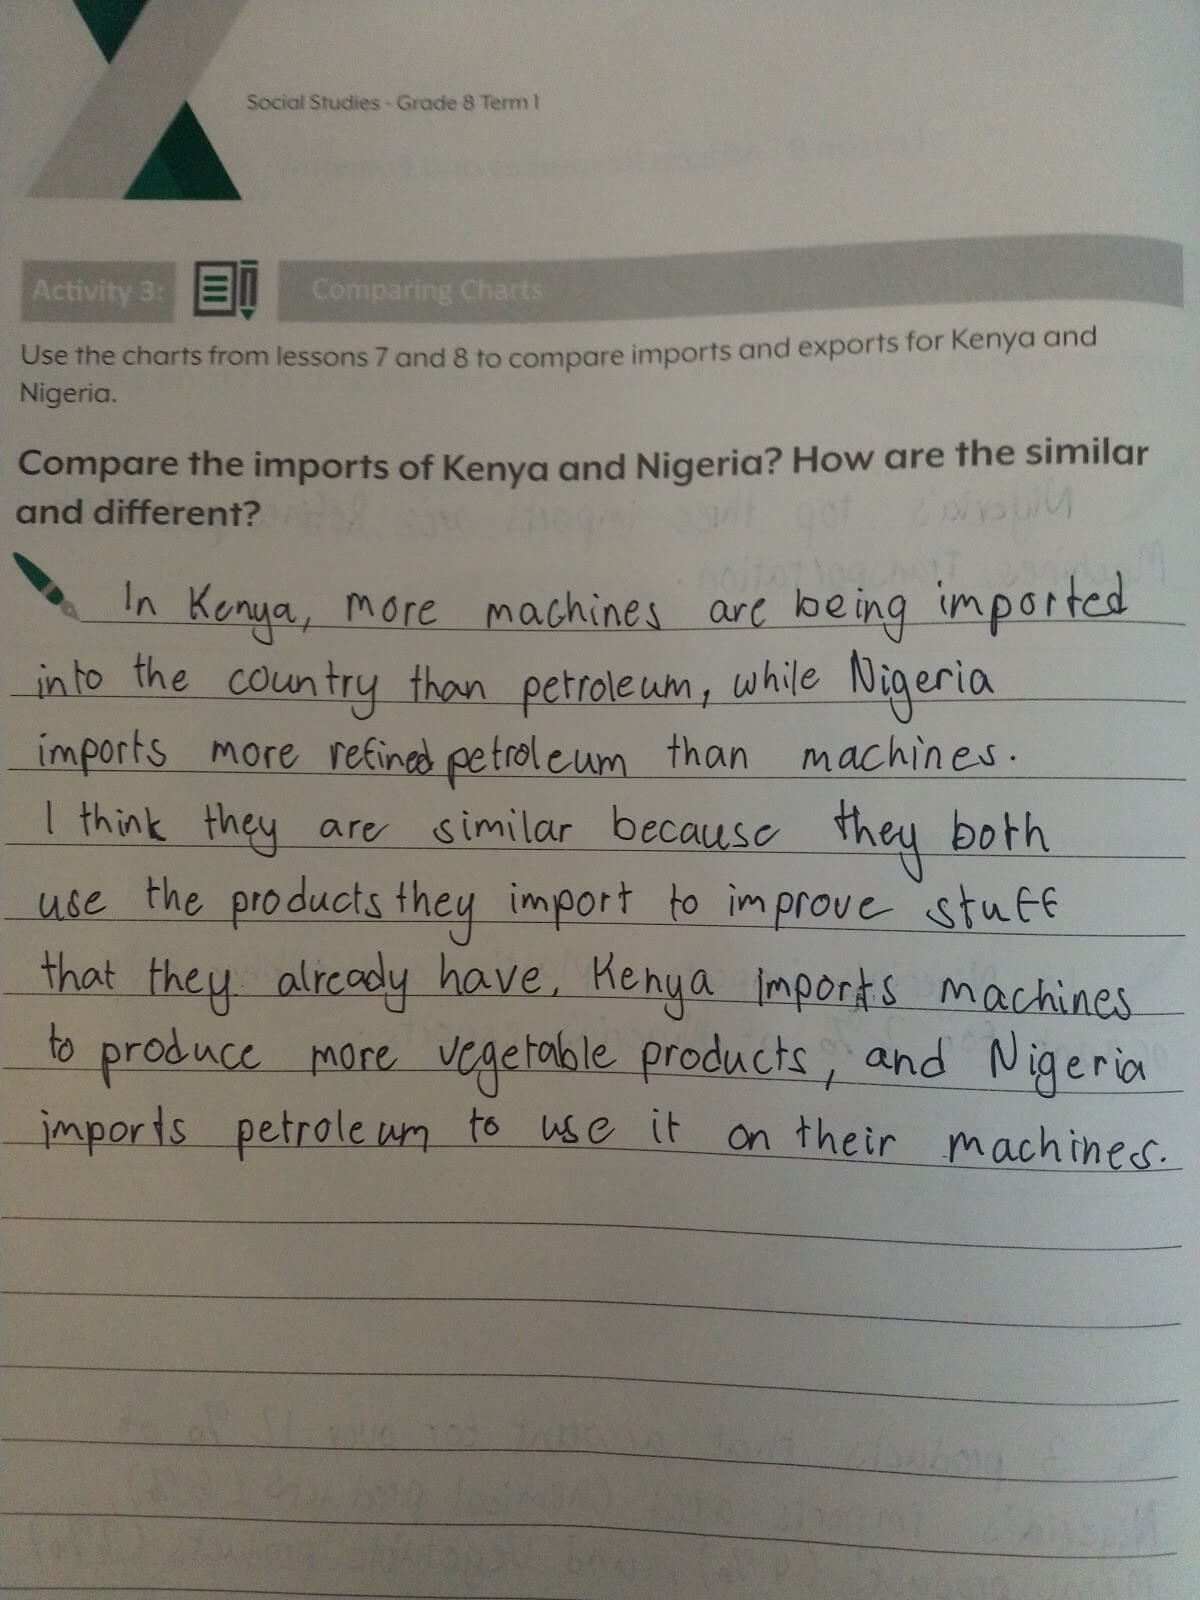 Social Studies - Grade 8 Term 1
Activity 3:
Comparing Charts
Use the charts from lessons 7 and 8 to compare imports and exports for Kenya and
Nigeria.
Compare the imports of Kenya and Nigeria? How are the similar
and different?
In Kenya, more machines are being imported
into the country than petroleum, while Nigeria
imports more refined petroleum than machines.
I think they are similar because they both
use the products they import to improve stuff
that they already have, Kenya imports machines
to produce more vegetable products, and Nigeria
imports petroleum to use it on their machines.